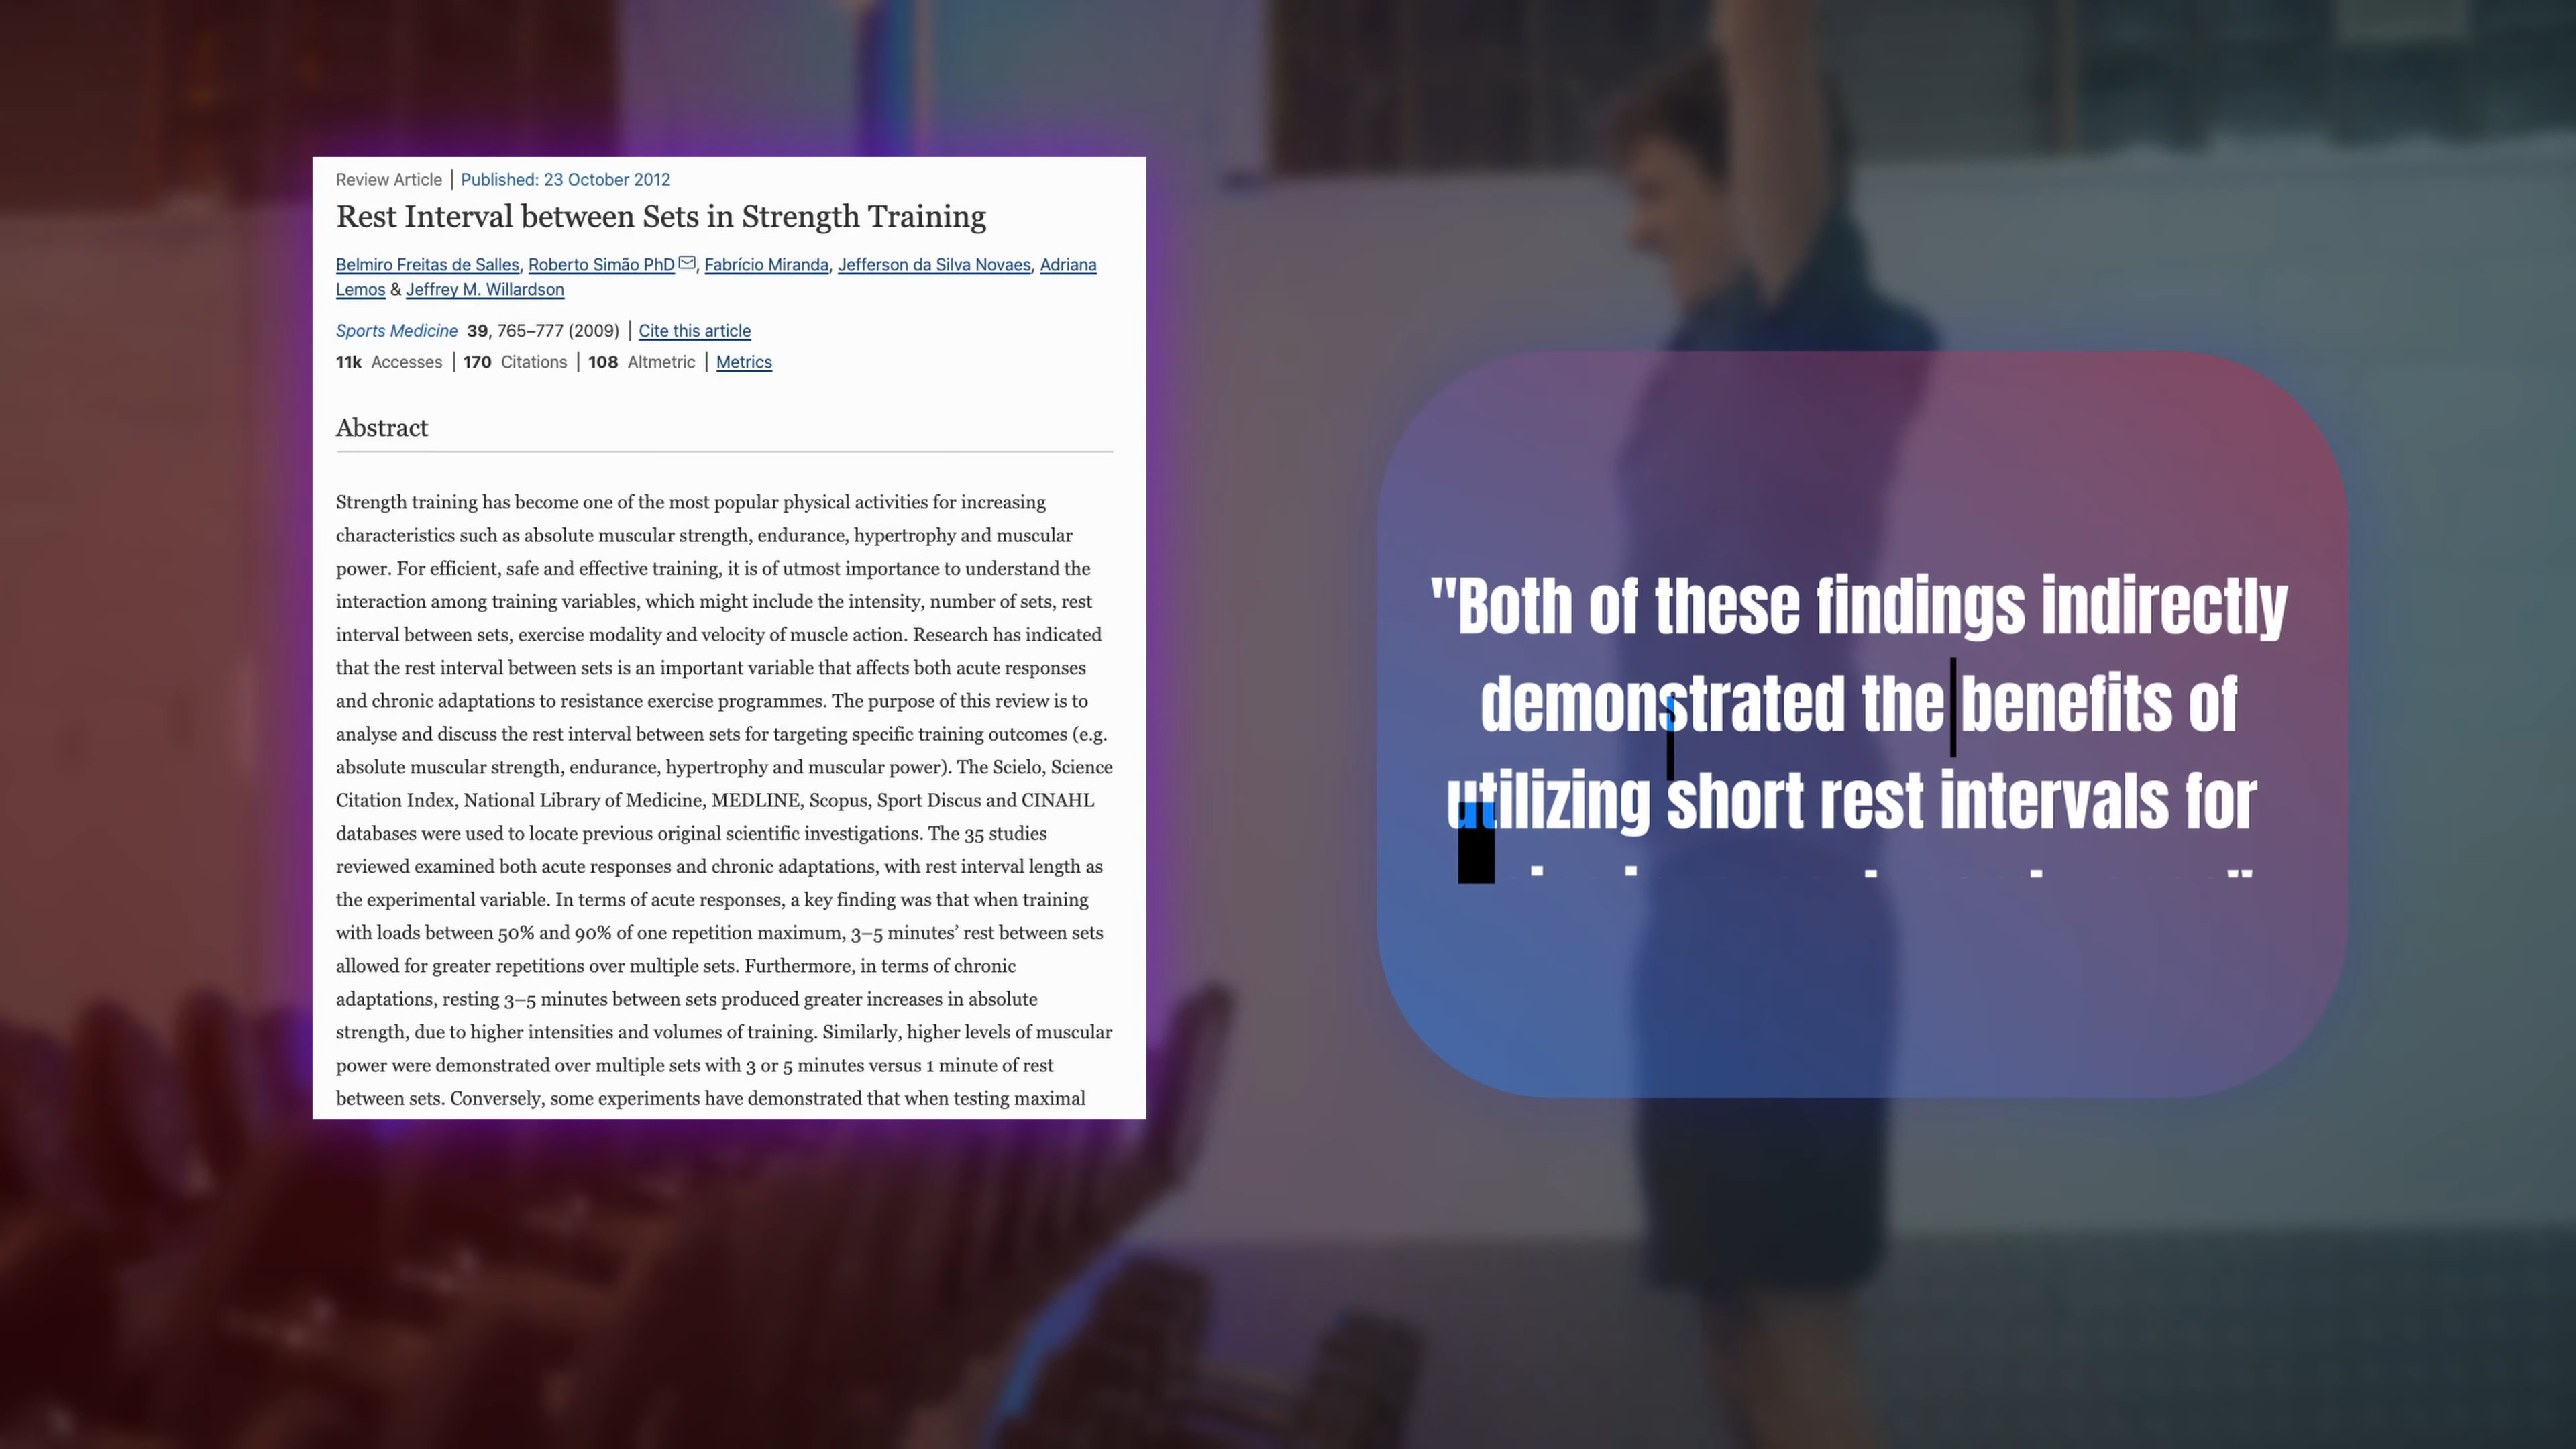 Review Article | Published: 23 October 2012
Rest Interval between Sets in Strength Training
Belmiro Freitas de Salles, Roberto Simão PhD, Fabrício Miranda, Jefferson da Silva Novaes, Adriana
Lemos & Jeffrey M. Willardson
Sports Medicine 39, 765–777 (2009) | Cite this article
11k Accesses | 170 Citations | 108 Altmetric | Metrics
Abstract
Strength training has become one of the most popular physical activities for increasing
characteristics such as absolute muscular strength, endurance, hypertrophy and muscular
power. For efficient, safe and effective training, it is of utmost importance to understand the
interaction among training variables, which might include the intensity, number of sets, rest
interval between sets, exercise modality and velocity of muscle action. Research has indicated
that the rest interval between sets is an important variable that affects both acute responses
and chronic adaptations to resistance exercise programmes. The purpose of this review is to
analyse and discuss the rest interval between sets for targeting specific training outcomes (e.g.
absolute muscular strength, endurance, hypertrophy and muscular power). The Scielo, Science
Citation Index, National Library of Medicine, MEDLINE, Scopus, Sport Discus and CINAHL
databases were used to locate previous original scientific investigations. The 35 studies
reviewed examined both acute responses and chronic adaptations, with rest interval length as
the experimental variable. In terms of acute responses, a key finding was that when training
with loads between 50% and 90% of one repetition maximum, 3–5 minutes’ rest between sets
allowed for greater repetitions over multiple sets. Furthermore, in terms of chronic
adaptations, resting 3–5 minutes between sets produced greater increases in absolute
strength, due to higher intensities and volumes of training. Similarly, higher levels of muscular
power were demonstrated over multiple sets with 3 or 5 minutes versus 1 minute of rest
between sets. Conversely, some experiments have demonstrated that when testing maximal
"Both of these findings indirectly
demonstrated the benefits of
utilizing short rest intervals for